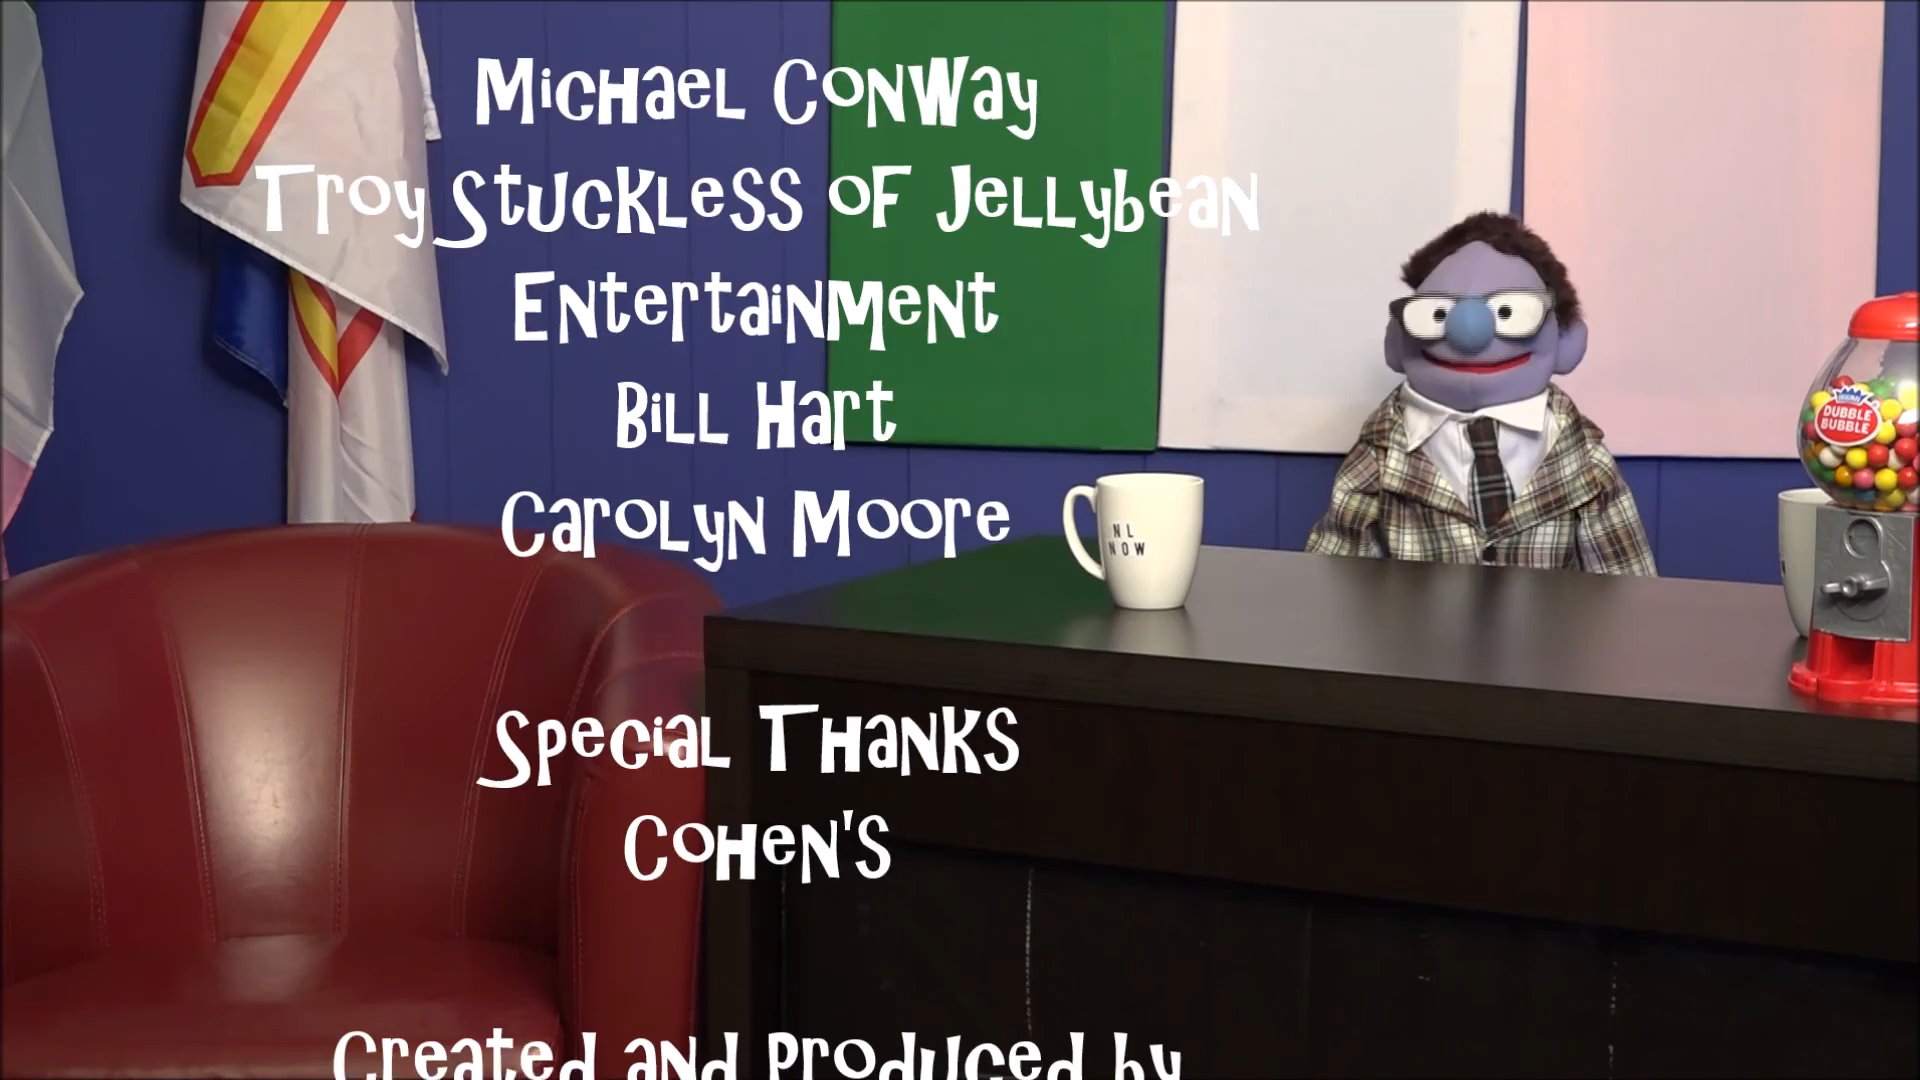 Michael Conway
Troy Stuckless of Jellybean
Entertainment
Bill Hart
Carolyn Moore
NL
NOW
ORIGINAL
DUBBLE
BUBBLE
Special Thanks
Cohen's
Created and Produced by